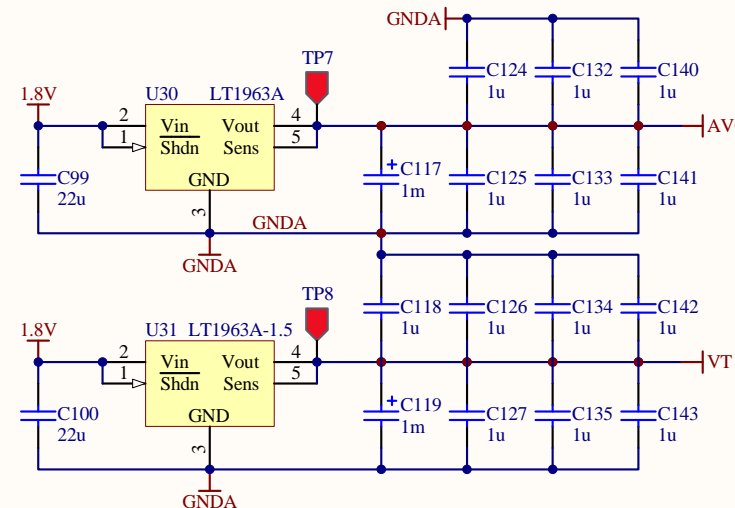 GNDA
TP7
C124
1u
C132
1u
C140
1u
1.8V
U30 LT1963A
2 Vin Vout 4
1 Shdn Sens 5
GND
3
AV
C99
22u
C117
1m
C125
1u
C133
1u
C141
1u
GNDA
GNDA
TP8
C118
1u
C126
1u
C134
1u
C142
1u
1.8V
U31 LT1963A-1.5
2 Vin Vout 4
1 Shdn Sens 5
GND
3
VT
C100
22u
+
C119
1m
C127
1u
C135
1u
C143
1u
GNDA